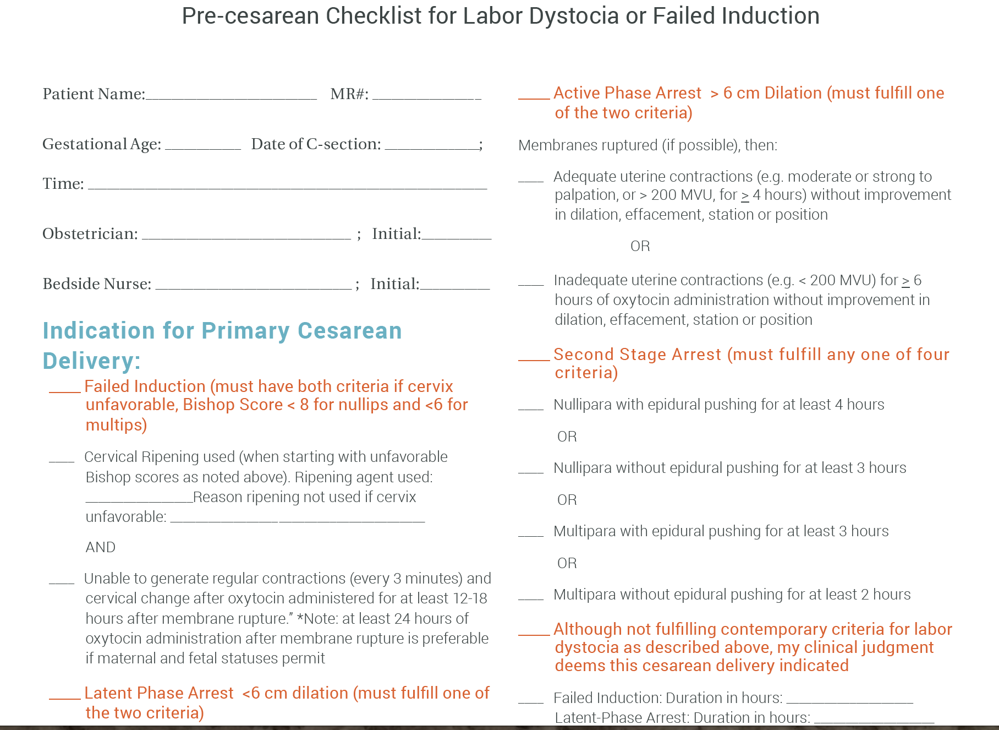 Pre-cesarean Checklist for Labor Dystocia or Failed Induction
Patient Name:___________________________ MR#: _________________
Gestational Age: ____________ Date of C-section: _______________;
Time: _______________________________________________________________
Obstetrician: _________________________________ ; Initial:___________
Bedside Nurse: _______________________________ ; Initial:___________
Indication for Primary Cesarean
Delivery:
____ Failed Induction (must have both criteria if cervix
unfavorable, Bishop Score < 8 for nullips and <6 for
multips)
____ Cervical Ripening used (when starting with unfavorable
Bishop scores as noted above). Ripening agent used:
_________________Reason ripening not used if cervix
unfavorable: ________________________________________
AND
____ Unable to generate regular contractions (every 3 minutes) and
cervical change after oxytocin administered for at least 12-18
hours after membrane rupture.” *Note: at least 24 hours of
oxytocin administration after membrane rupture is preferable
if maternal and fetal statuses permit
____ Latent Phase Arrest <6 cm dilation (must fulfill one of
the two criteria)
____ Active Phase Arrest > 6 cm Dilation (must fulfill one
of the two criteria)
Membranes ruptured (if possible), then:
____ Adequate uterine contractions (e.g. moderate or strong to
palpation, or > 200 MVU, for ≥ 4 hours) without improvement
in dilation, effacement, station or position
OR
____ Inadequate uterine contractions (e.g. < 200 MVU) for ≥ 6
hours of oxytocin administration without improvement in
dilation, effacement, station or position
____ Second Stage Arrest (must fulfill any one of four
criteria)
____ Nullipara with epidural pushing for at least 4 hours
OR
____ Nullipara without epidural pushing for at least 3 hours
OR
____ Multipara with epidural pushing for at least 3 hours
OR
____ Multipara without epidural pushing for at least 2 hours
____ Although not fulfilling contemporary criteria for labor
dystocia as described above, my clinical judgment
deems this cesarean delivery indicated
____ Failed Induction: Duration in hours: ____________________
Latent-Phase Arrest: Duration in hours: ___________________